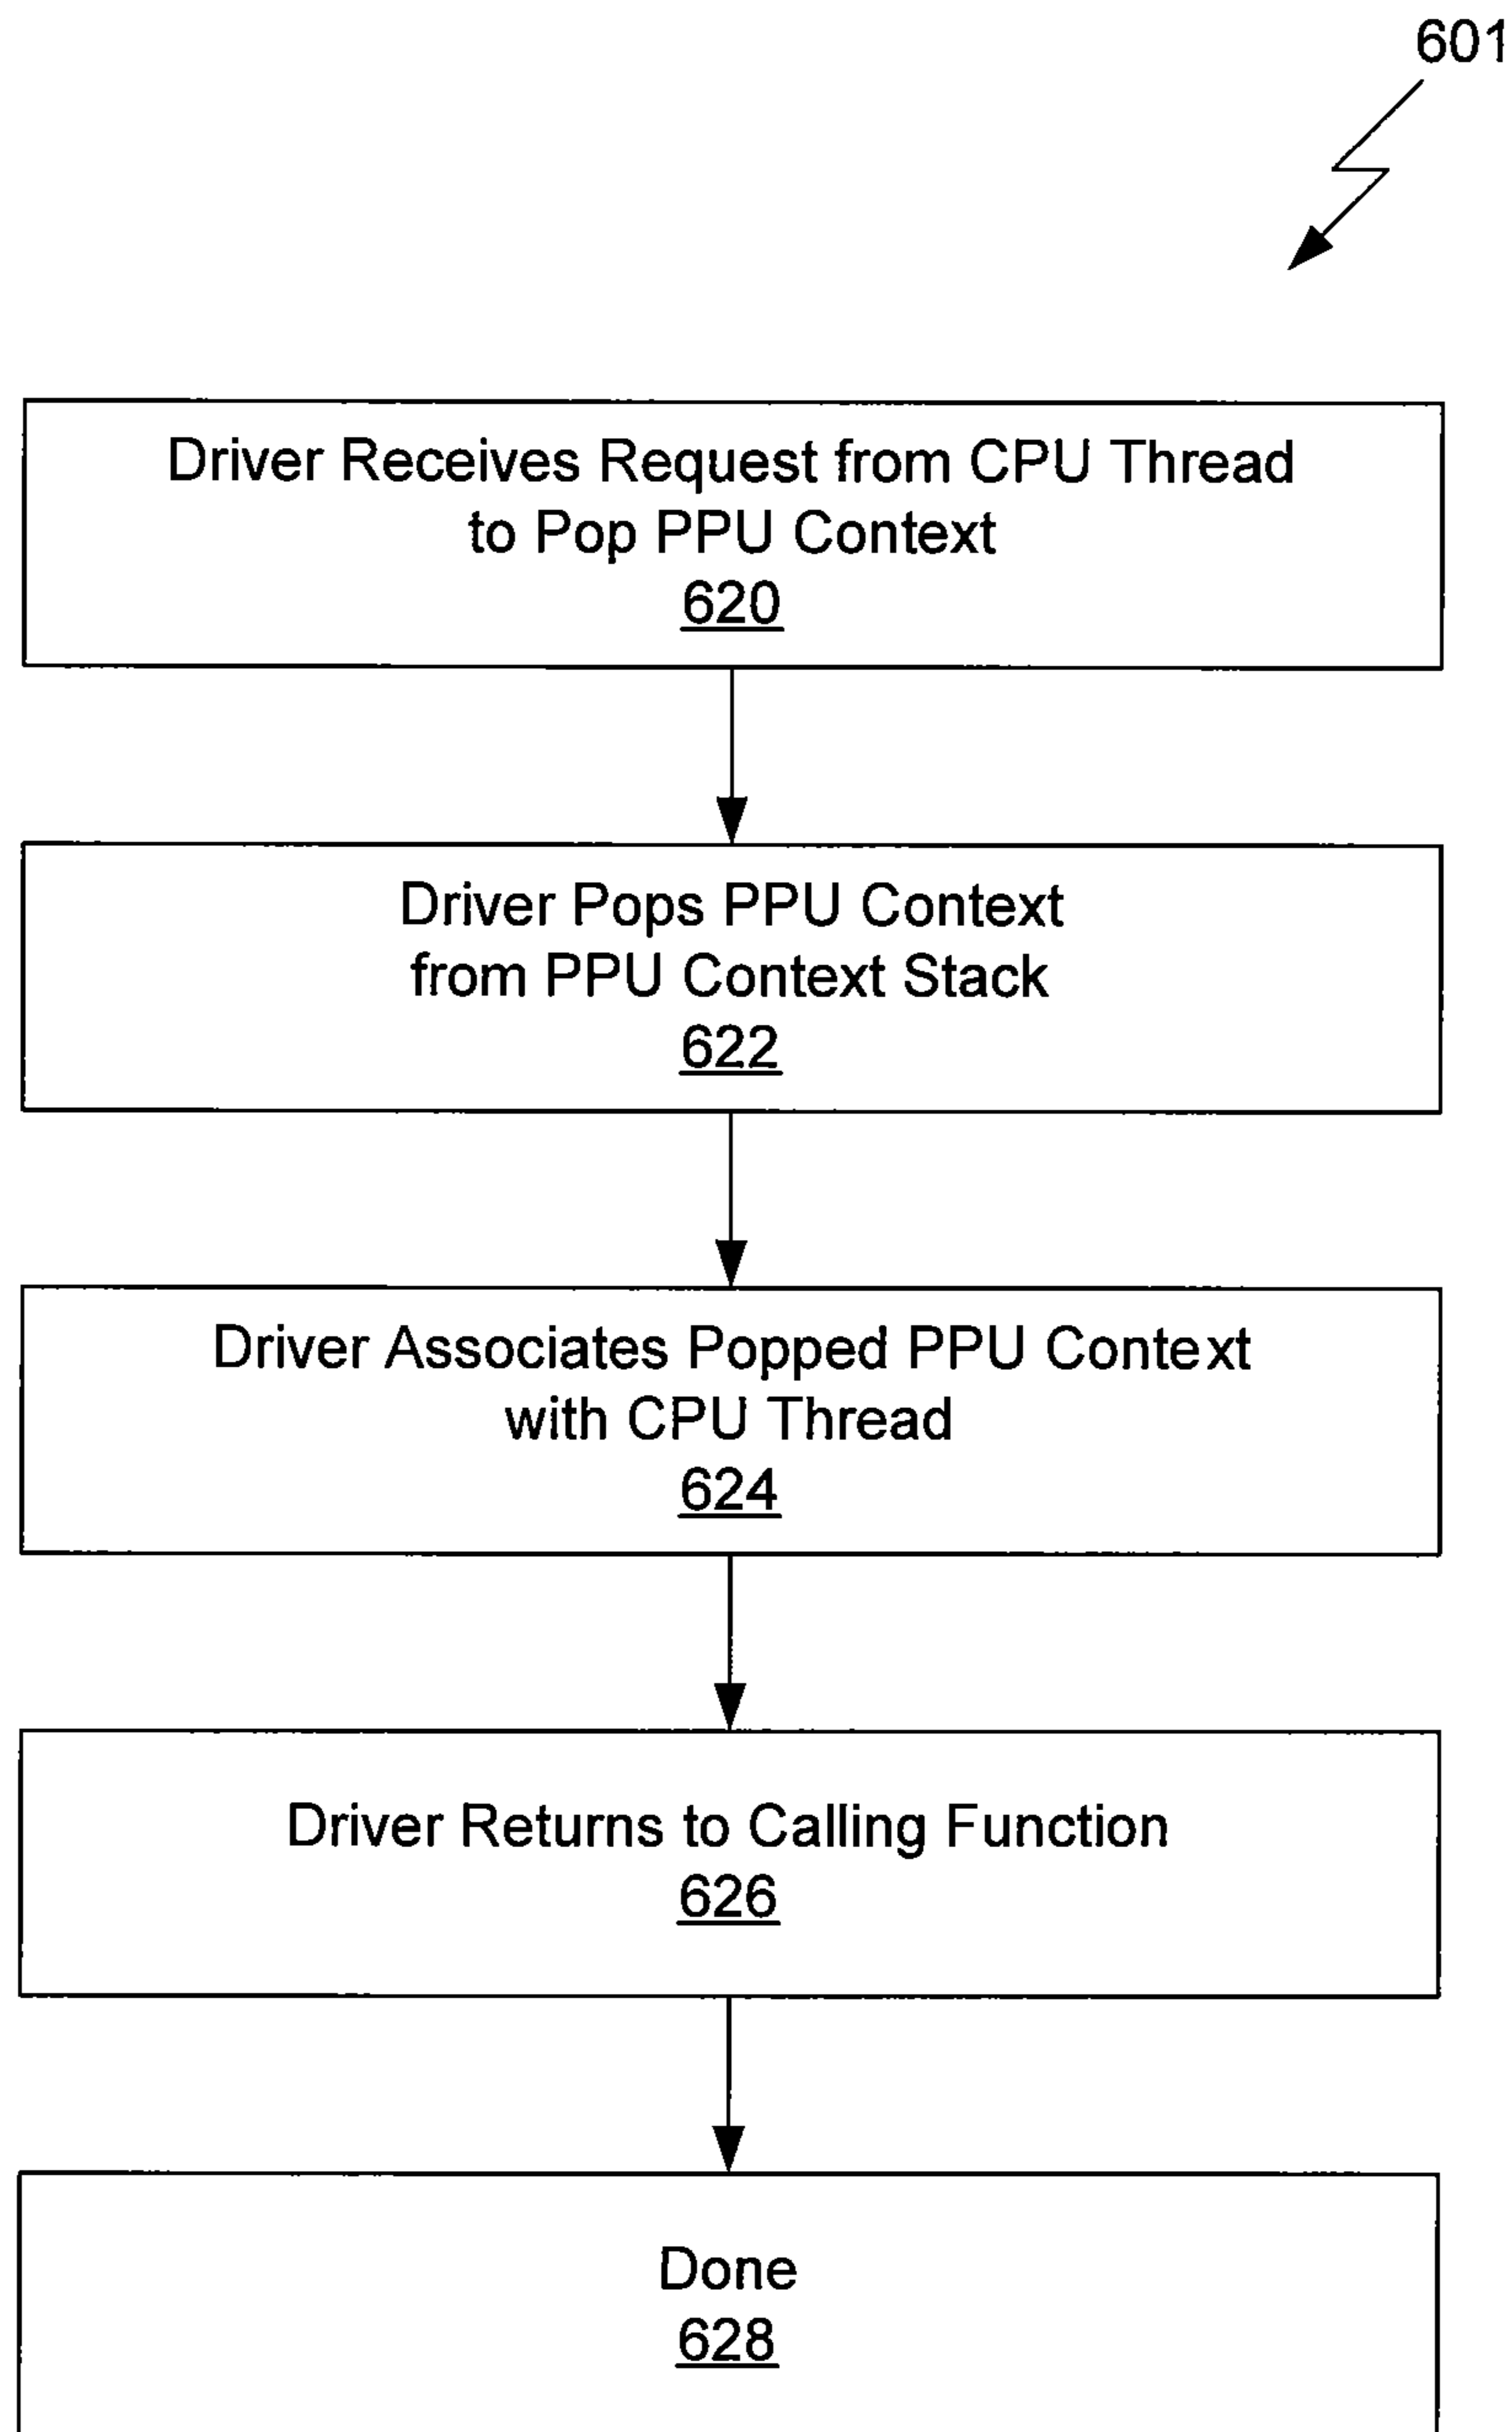 601
Driver Receives Request from CPU Thread
to Pop PPU Context
620
Driver Pops PPU Context
from PPU Context Stack
622
Driver Associates Popped PPU Context
with CPU Thread
624
Driver Returns to Calling Function
626
Done
628